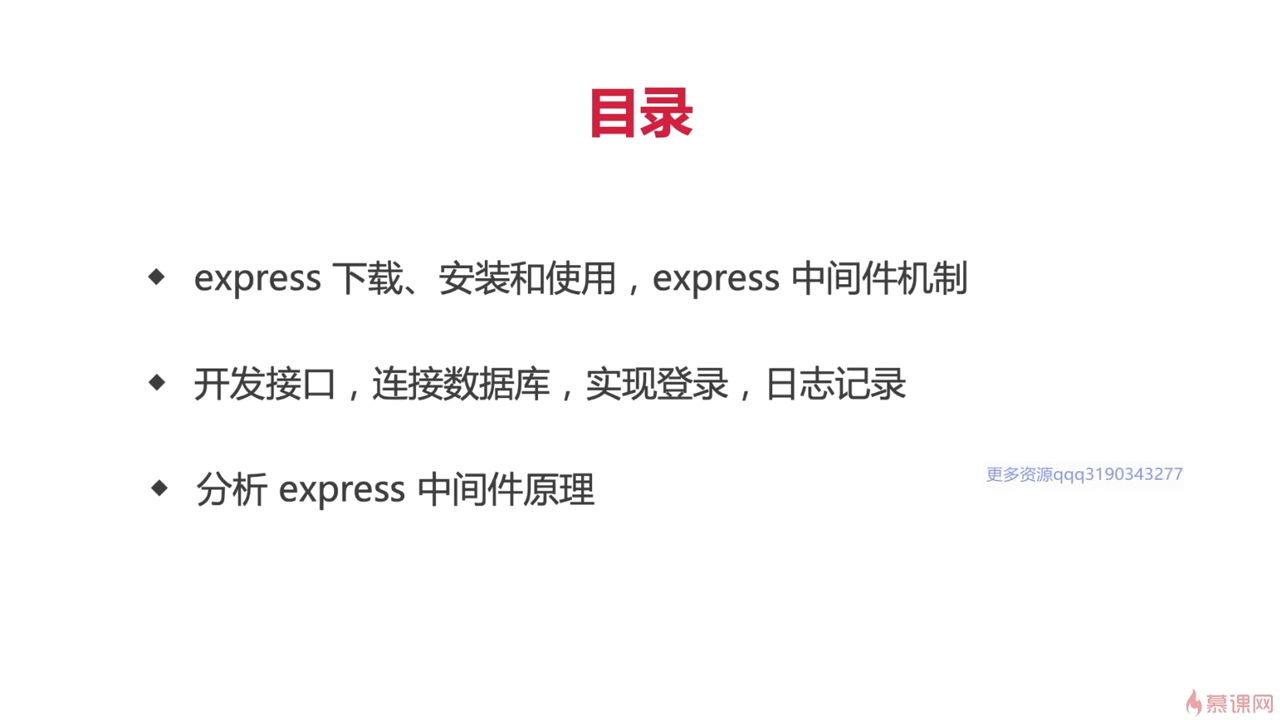 目录
express 下载、安装和使用，express 中间件机制
开发接口，连接数据库，实现登录，日志记录
更多资源qqq3190343277
分析 express 中间件原理
慕课网